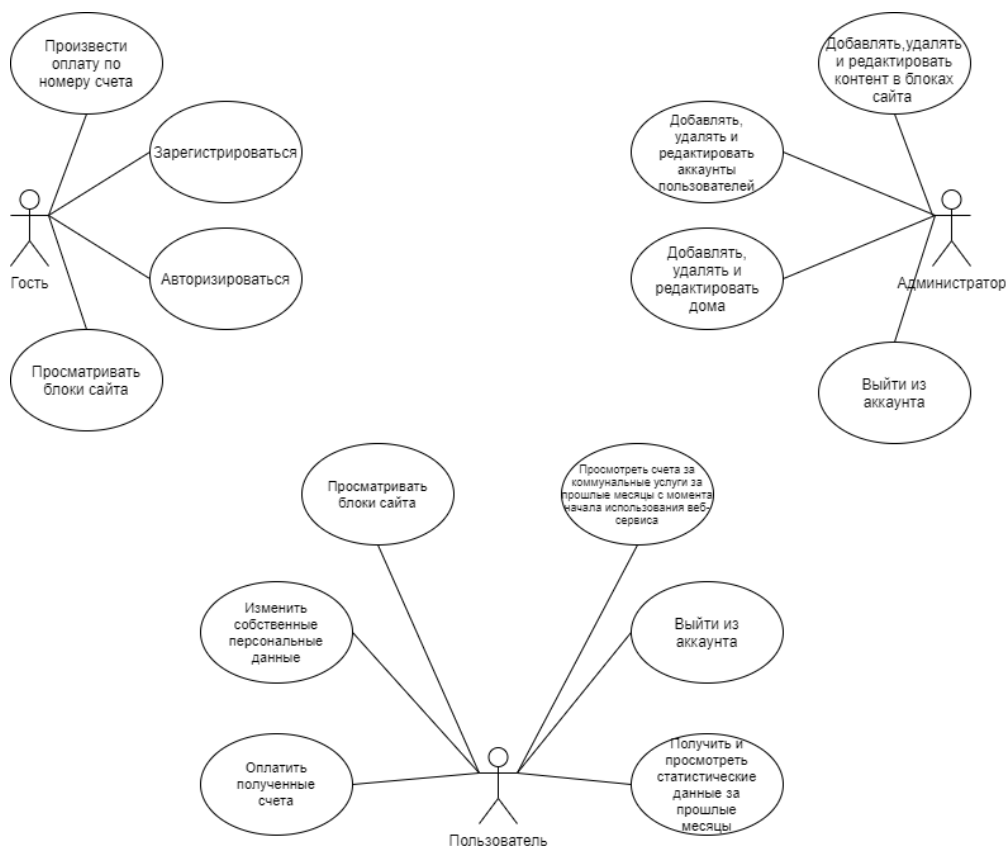 Произвести
оплату по
номеру счета
Зарегистрироваться
Гость
Авторизироваться
Просматривать
блоки сайта
Добавлять,удалять
и редактировать
контент в блоках
сайта
Добавлять,
удалять и
редактировать
аккаунты
пользователей
Добавлять,
удалять и
редактировать
дома
Администратор
Выйти из
аккаунта
Просматривать
блоки сайта
Просмотреть счета за
коммунальные услуги за
прошлые месяцы с момента
начала использования веб-
сервиса
Изменить
собственные
персональные
данные
Выйти из
аккаунта
Оплатить
полученные
счета
Получить и
просмотреть
статистические
данные за
прошлые
месяцы
Пользователь